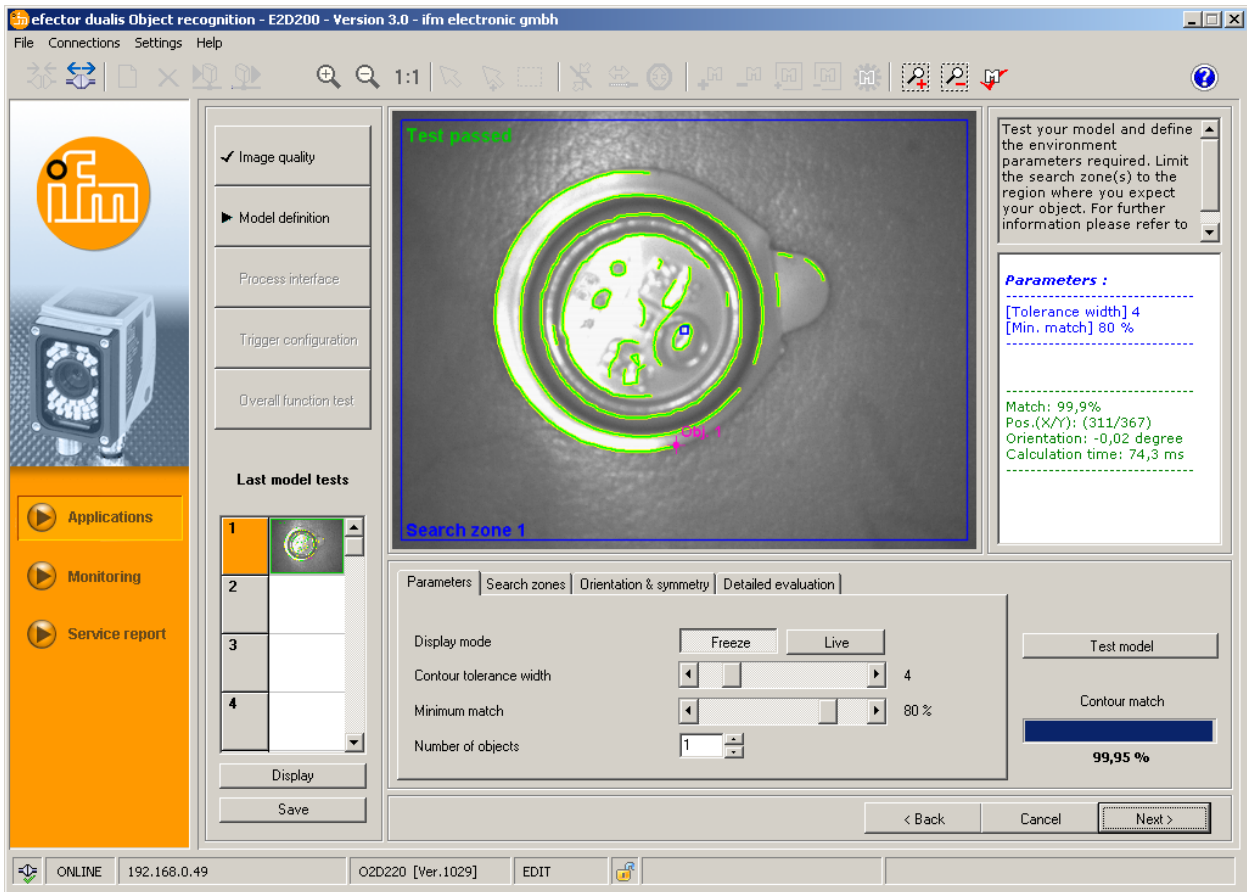 efector dualis Object recognition - E2D200 - Version 3.0 - ifm electronic gmbh
File Connections Settings Help
1:1
ifm
Image quality
Model definition
Process interface
Trigger configuration
Overall function test
Last model tests
1
2
3
4
Display
Save
Applications
Monitoring
Service report
Test passed
Obj. 1
Search zone 1
Test your model and define
the environment
parameters required. Limit
the search zone(s) to the
region where you expect
your object. For further
information please refer to
Parameters :
[Tolerance width] 4
[Min. match] 80 %
Match: 99,9%
Pos.(X/Y): (311/367)
Orientation: -0,02 degree
Calculation time: 74,3 ms
Parameters Search zones Orientation & symmetry Detailed evaluation
Display mode Freeze Live
Contour tolerance width 4
Minimum match 80 %
Number of objects 1
Test model
Contour match
99,95 %
< Back Cancel Next >
ONLINE 192.168.0.49 O2D220 [Ver.1029] EDIT